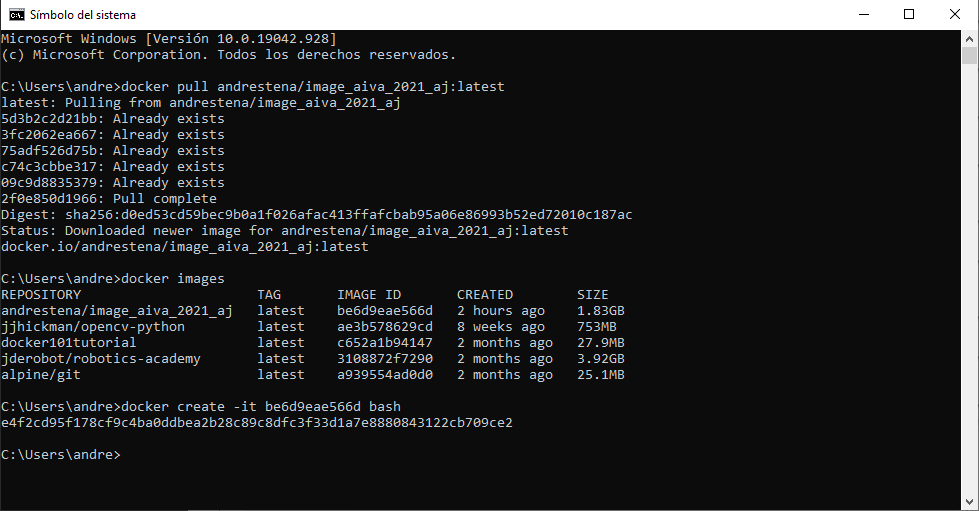 Símbolo del sistema
Microsoft Windows [Versión 10.0.19042.928]
(c) Microsoft Corporation. Todos los derechos reservados.
C:\Users\andre>docker pull andrestena/image_aiva_2021_aj:latest
latest: Pulling from andrestena/image_aiva_2021_aj
5d3b2c2d21bb: Already exists
3fc2062ea667: Already exists
75adf526d75b: Already exists
c74c3cbbe317: Already exists
09c9d8835379: Already exists
2f0e850d1966: Pull complete
Digest: sha256:d0ed53cd59bec9b0a1f026afac413ffafcbab95a06e86993b52ed72010c187ac
Status: Downloaded newer image for andrestena/image_aiva_2021_aj:latest
docker.io/andrestena/image_aiva_2021_aj:latest
C:\Users\andre>docker images
REPOSITORY TAG IMAGE ID CREATED SIZE
andrestena/image_aiva_2021_aj latest be6d9eae566d 2 hours ago 1.83GB
jjhickman/opencv-python latest ae3b578629cd 8 weeks ago 753MB
docker101tutorial latest c652a1b94147 2 months ago 27.9MB
jderobot/robotics-academy latest 3108872f7290 2 months ago 3.92GB
alpine/git latest a939554ad0d0 2 months ago 25.1MB
C:\Users\andre>docker create -it be6d9eae566d bash
e4f2cd95f178cf9c4ba0ddbea2b28c89c8dfc3f33d1a7e8880843122cb709ce2
C:\Users\andre>